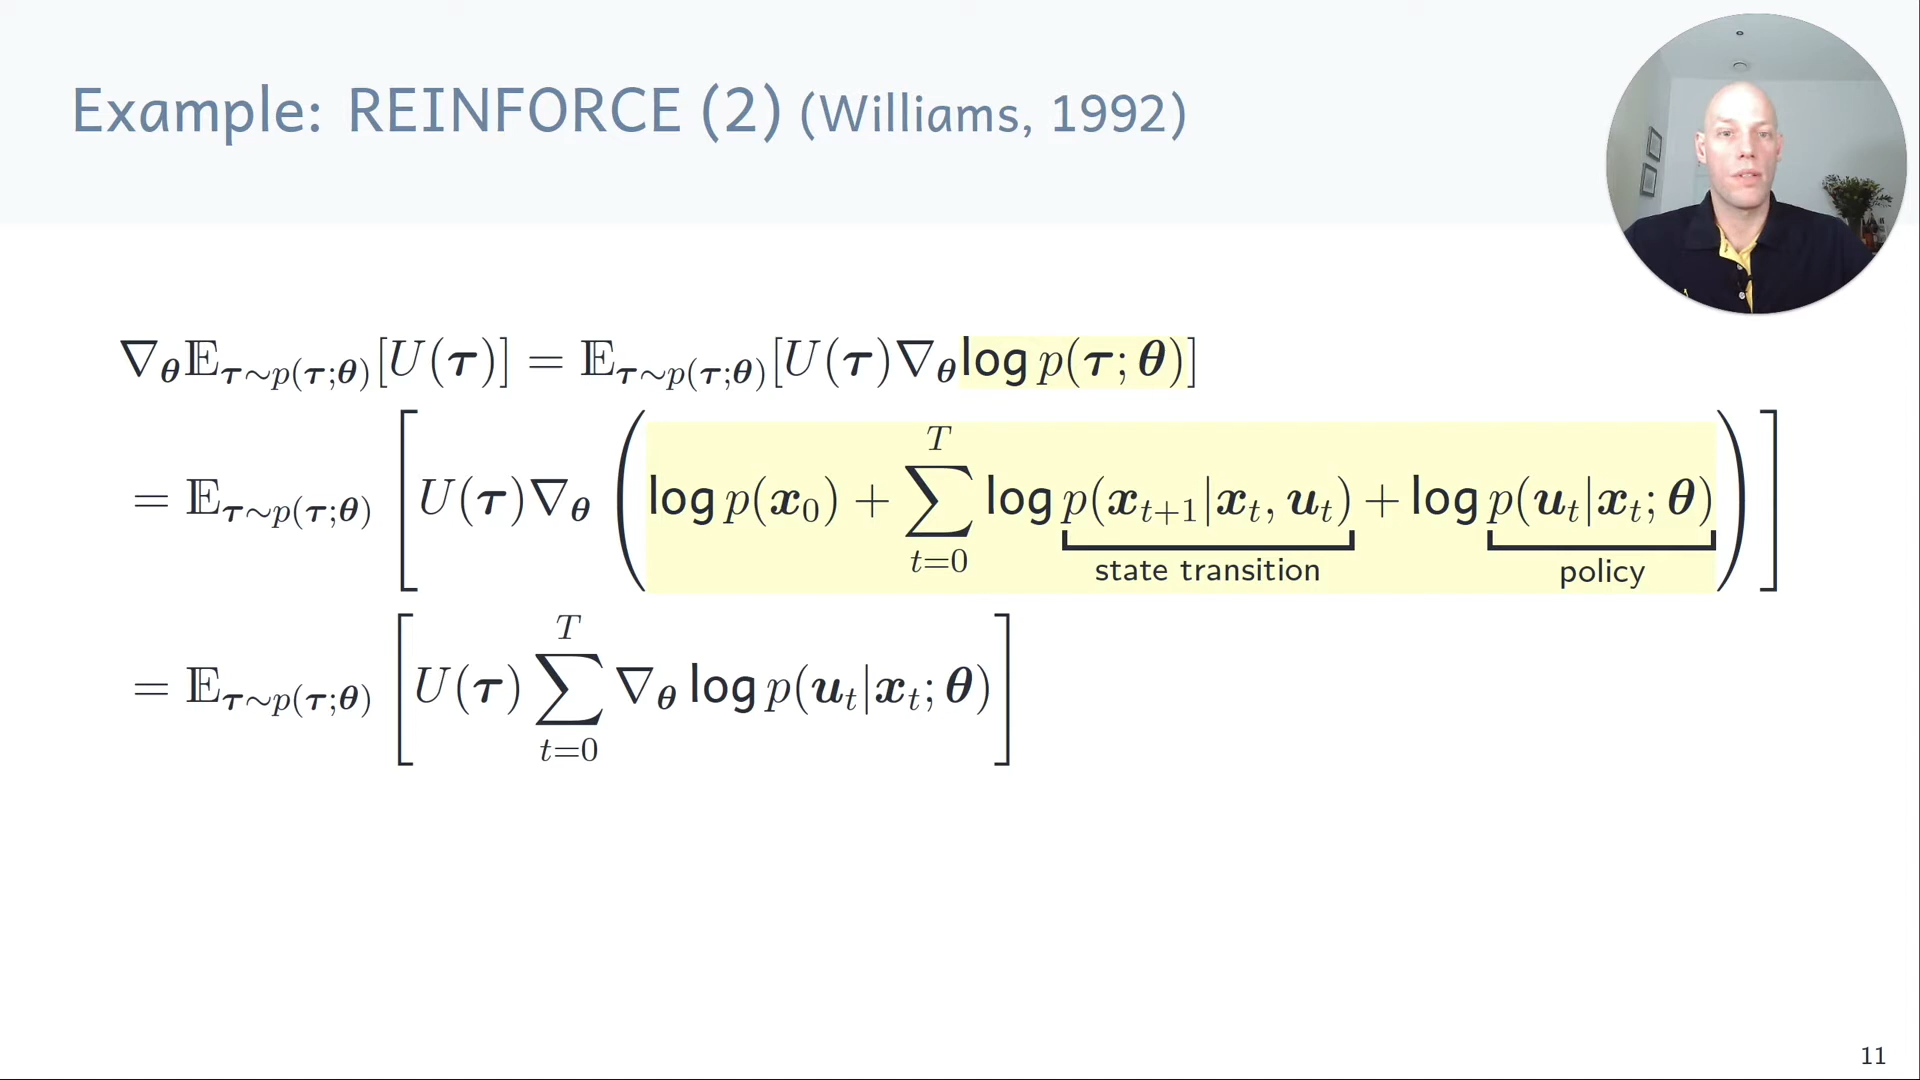 Example: REINFORCE (2) (Williams, 1992)
∇_θ 𝔼_{τ∼p(τ;θ)}[U(τ)] = 𝔼_{τ∼p(τ;θ)}[U(τ)∇_θ log p(τ; θ)]
= 𝔼_{τ∼p(τ;θ)} [ U(τ)∇_θ ( log p(x_0) + ∑_{t=0}^{T} log p(x_{t+1}|x_t, u_t) + log p(u_t|x_t; θ) ) ]
state transition policy
= 𝔼_{τ∼p(τ;θ)} [ U(τ) ∑_{t=0}^{T} ∇_θ log p(u_t|x_t; θ) ]
11